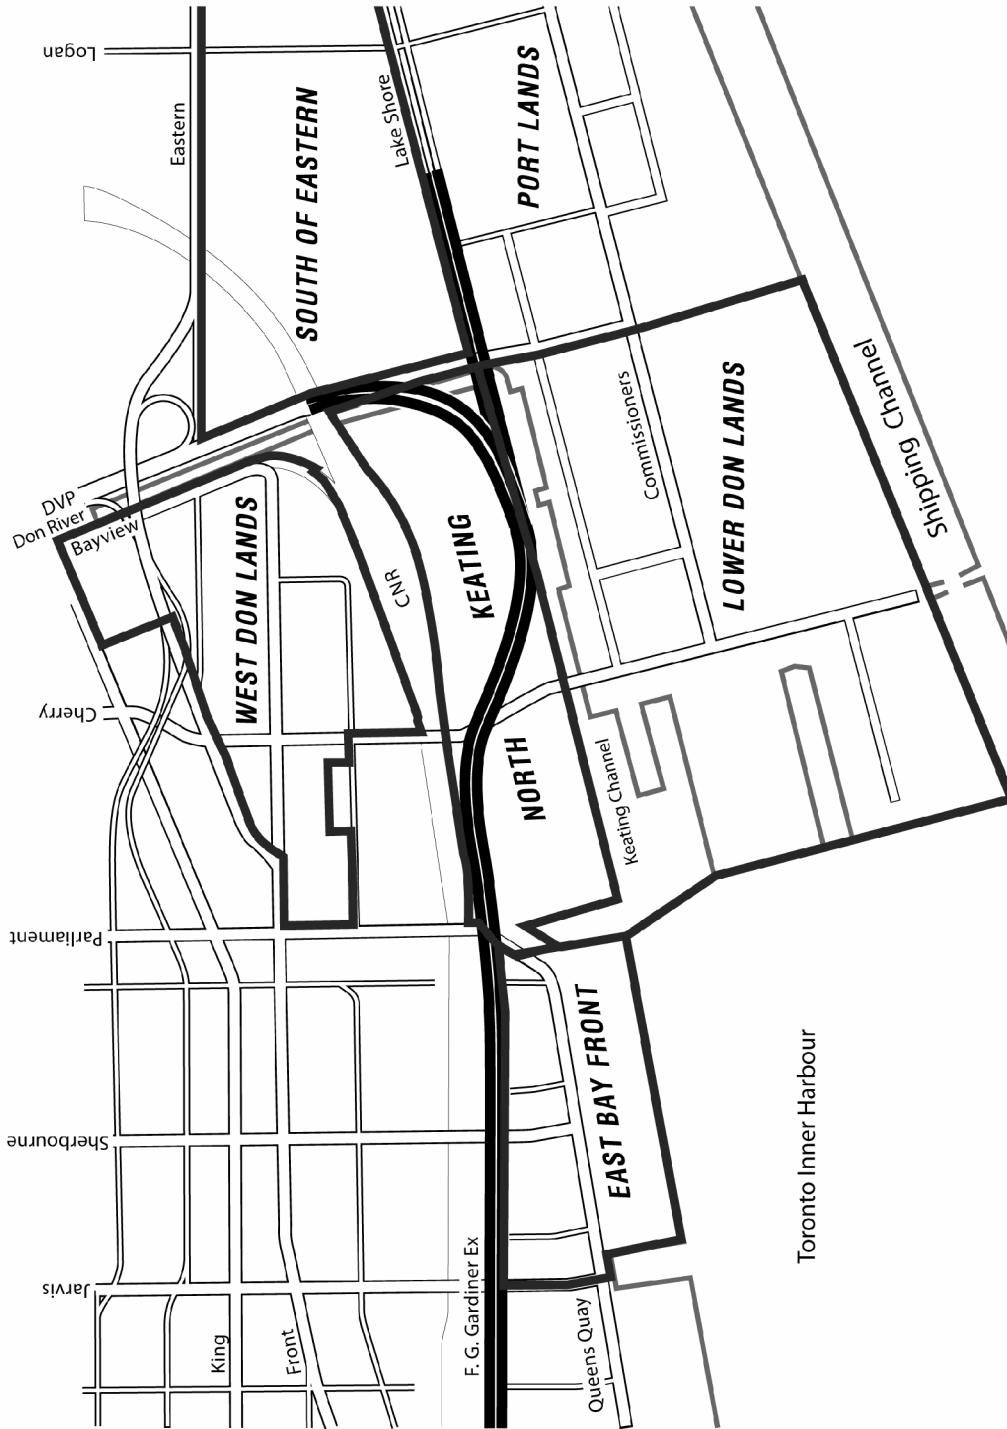 Logan
Eastern
Lake Shore
SOUTH OF EASTERN
PORT LANDS
DVP
Don River
Bayview
WEST DON LANDS
CNR
KEATING
NORTH
Commissioners
LOWER DON LANDS
Shipping Channel
Cherry
Keating Channel
Parliament
EAST BAY FRONT
Sherbourne
Toronto Inner Harbour
Jarvis
King
Front
F. G. Gardiner Ex
Queens Quay